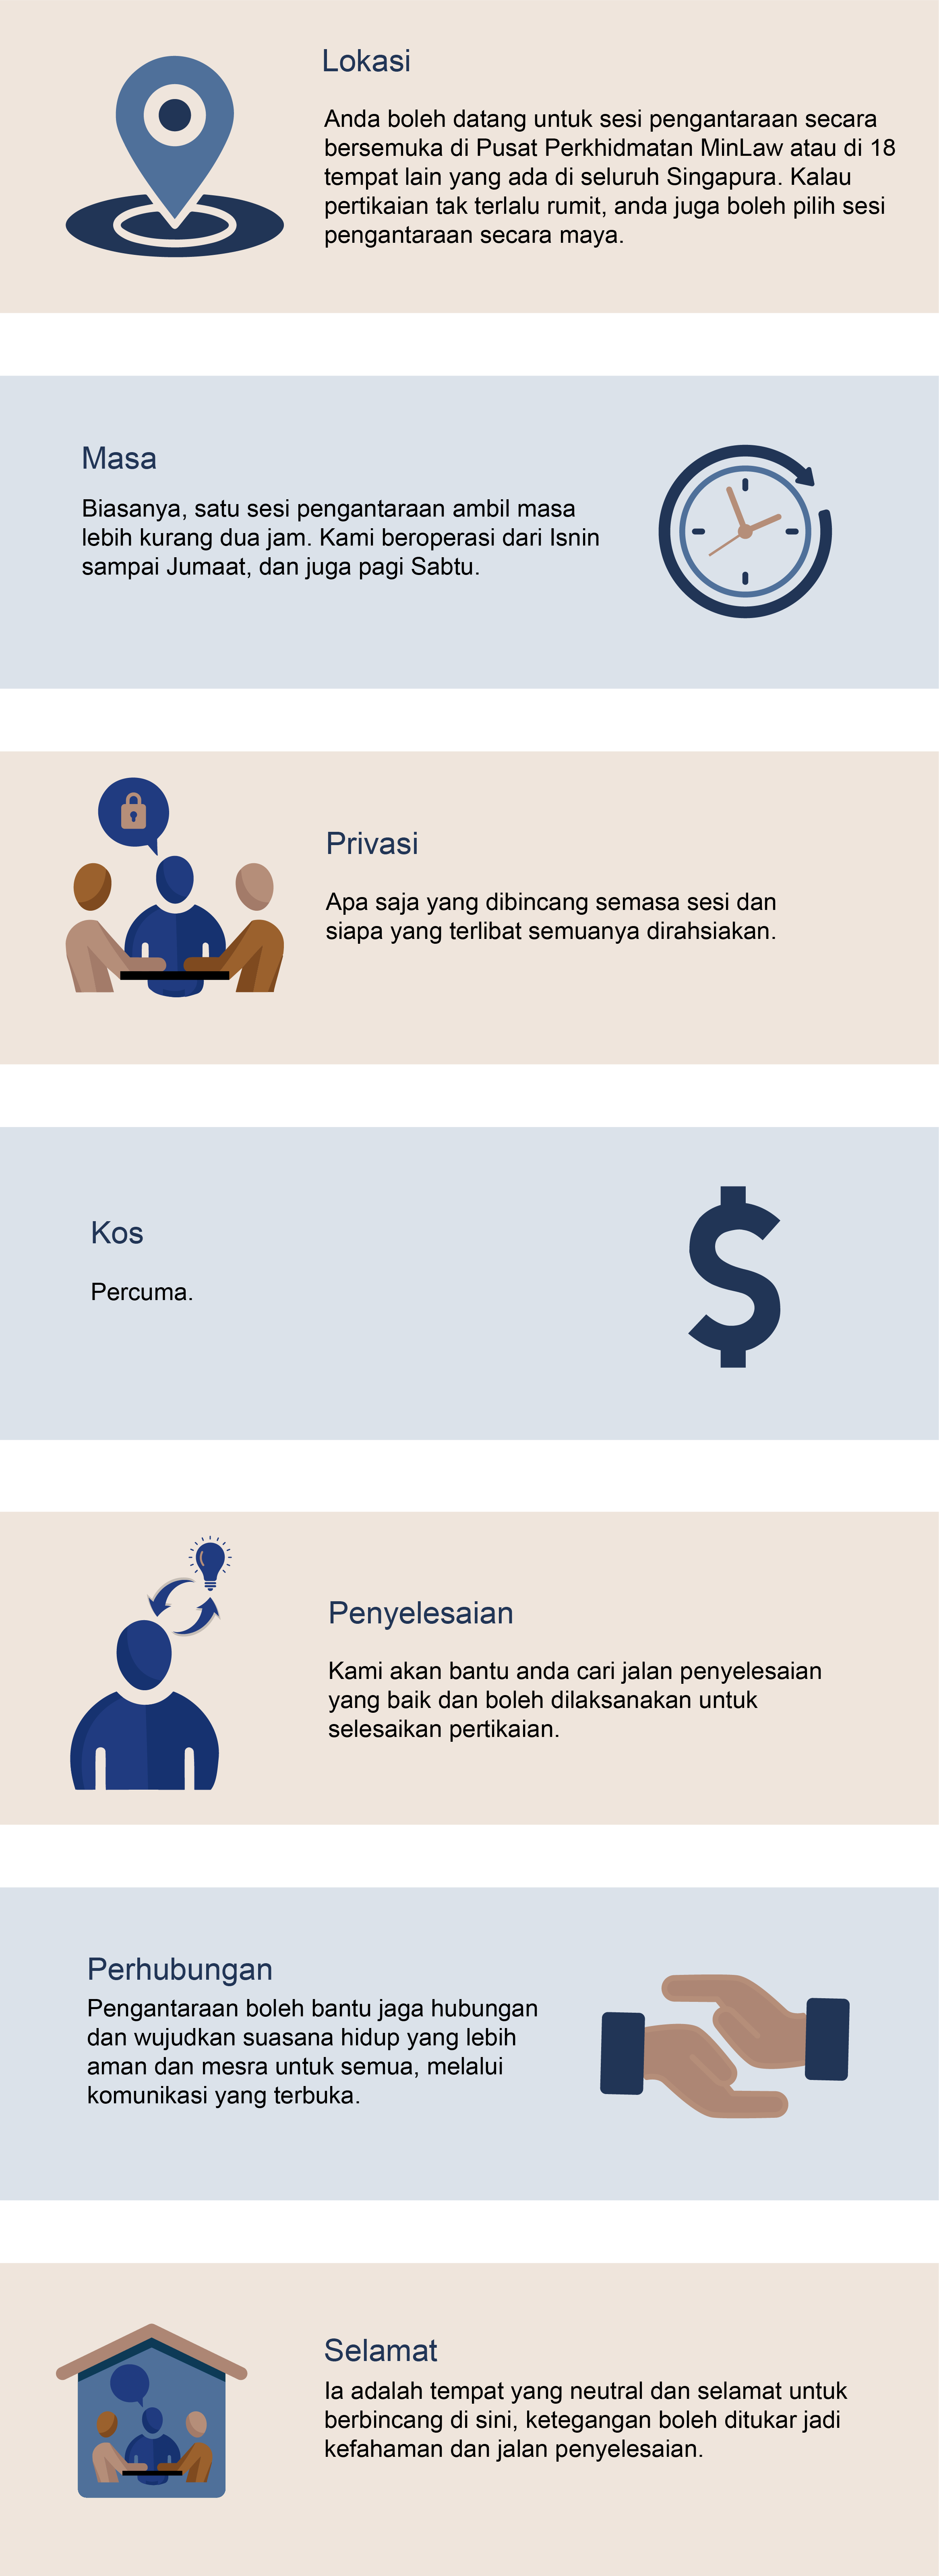 Lokasi
Anda boleh datang untuk sesi pengantaraan secara
bersemuka di Pusat Perkhidmatan MinLaw atau di 18
tempat lain yang ada di seluruh Singapura. Kalau
pertikaian tak terlalu rumit, anda juga boleh pilih sesi
pengantaraan secara maya.
Masa
Biasanya, satu sesi pengantaraan ambil masa
lebih kurang dua jam. Kami beroperasi dari Isnin
sampai Jumaat, dan juga pagi Sabtu.
Privasi
Apa saja yang dibincang semasa sesi dan
siapa yang terlibat semuanya dirahsiakan.
Kos
Percuma.
Penyelesaian
Kami akan bantu anda cari jalan penyelesaian
yang baik dan boleh dilaksanakan untuk
selesaikan pertikaian.
Perhubungan
Pengantaraan boleh bantu jaga hubungan
dan wujudkan suasana hidup yang lebih
aman dan mesra untuk semua, melalui
komunikasi yang terbuka.
Selamat
Ia adalah tempat yang neutral dan selamat untuk
berbincang di sini, ketegangan boleh ditukar jadi
kefahaman dan jalan penyelesaian.